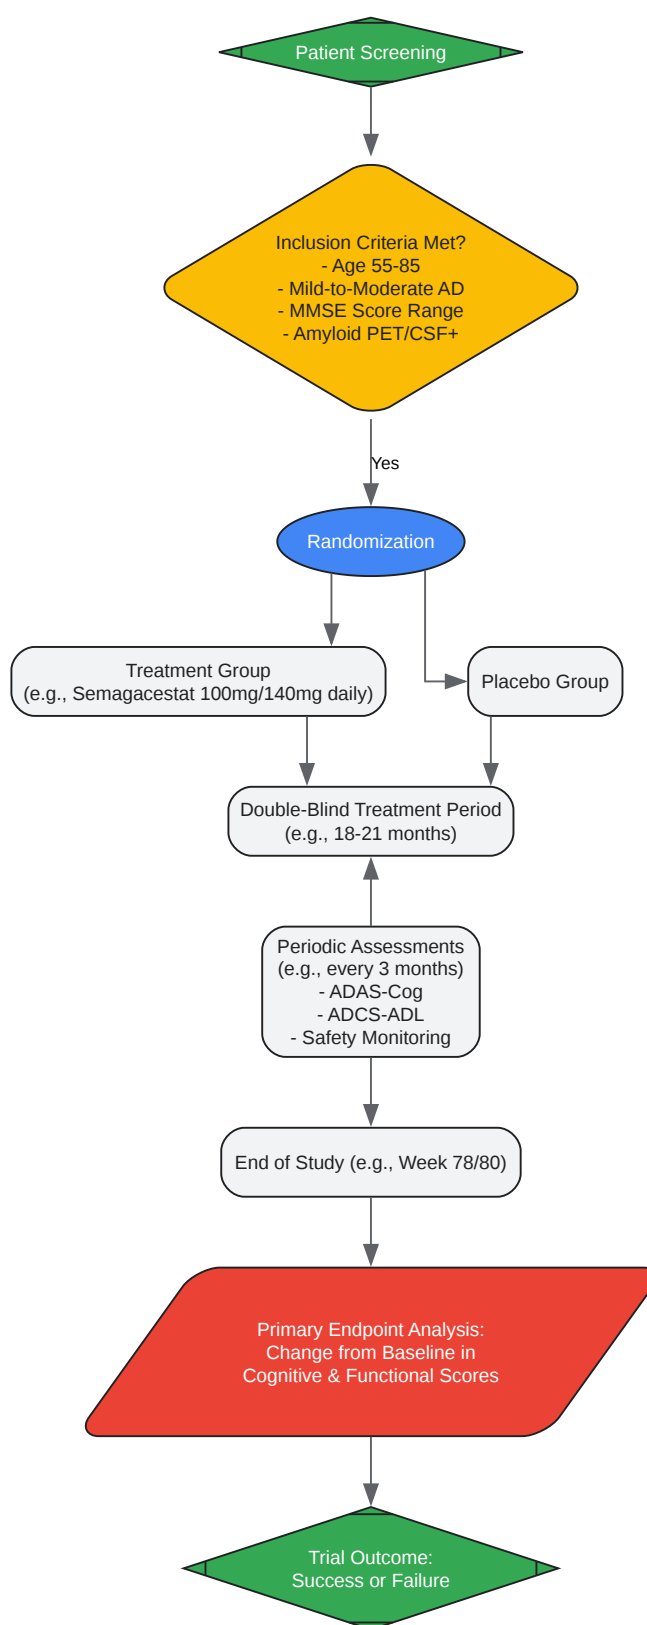 Patient Screening
Inclusion Criteria Met?
- Age 55-85
- Mild-to-Moderate AD
- MMSE Score Range
- Amyloid PET/CSF+
Yes
Randomization
Treatment Group
(e.g., Semagacestat 100mg/140mg daily)
Placebo Group
Double-Blind Treatment Period
(e.g., 18-21 months)
Periodic Assessments
(e.g., every 3 months)
- ADAS-Cog
- ADCS-ADL
- Safety Monitoring
End of Study (e.g., Week 78/80)
Primary Endpoint Analysis:
Change from Baseline in
Cognitive & Functional Scores
Trial Outcome:
Success or Failure